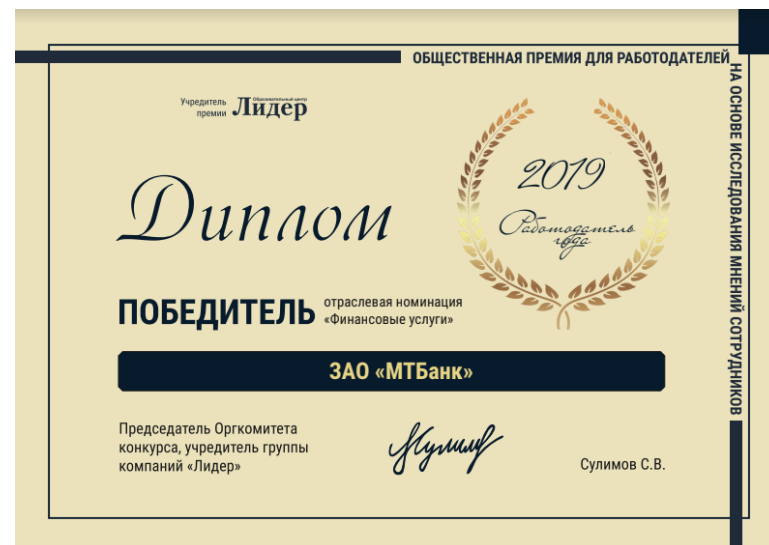 ОБЩЕСТВЕННАЯ ПРЕМИЯ ДЛЯ РАБОТОДАТЕЛЕЙ
НА ОСНОВЕ ИССЛЕДОВАНИЯ МНЕНИЙ СОТРУДНИКОВ
Учредитель
премии
Образовательный центр
Лидер
2019
Работодатель
года
Диплом
ПОБЕДИТЕЛЬ
отраслевая номинация
«Финансовые услуги»
ЗАО «МТБанк»
Председатель Оргкомитета
конкурса, учредитель группы
компаний «Лидер»
Сулимов С.В.